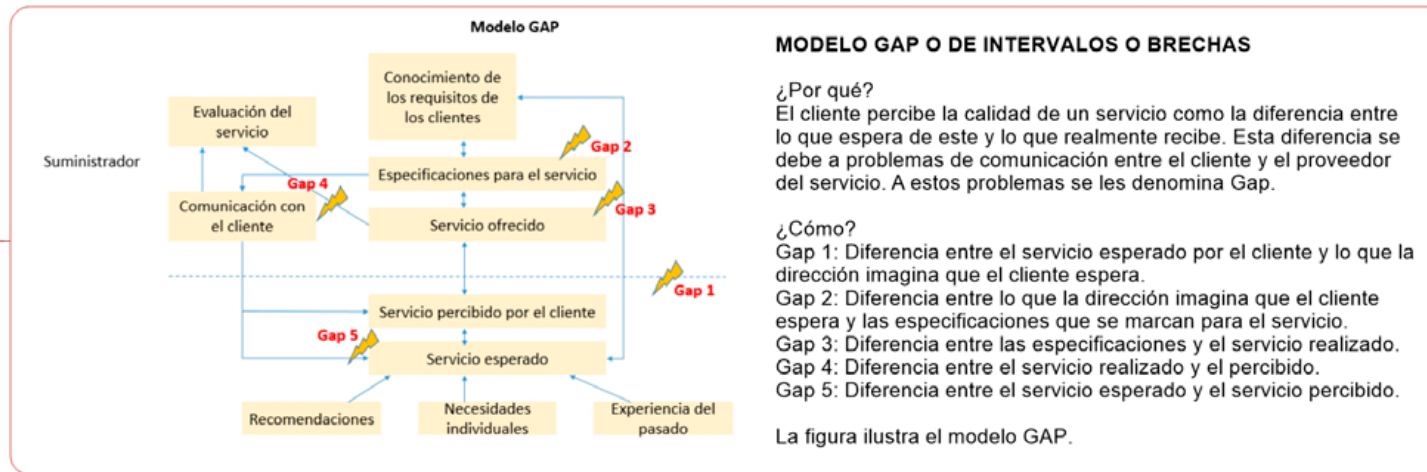 Modelo GAP
Conocimiento de
los requisitos de
los clientes
Evaluación del
servicio
Suministrador
Gap 2
Especificaciones para el servicio
Gap 4
Comunicación con
el cliente
Gap 3
Servicio ofrecido
Gap 1
Servicio percibido por el cliente
Gap 5
Servicio esperado
Recomendaciones
Necesidades
individuales
Experiencia del
pasado
MODELO GAP O DE INTERVALOS O BRECHAS
¿Por qué?
El cliente percibe la calidad de un servicio como la diferencia entre
lo que espera de este y lo que realmente recibe. Esta diferencia se
debe a problemas de comunicación entre el cliente y el proveedor
del servicio. A estos problemas se les denomina Gap.
¿Cómo?
Gap 1: Diferencia entre el servicio esperado por el cliente y lo que la
dirección imagina que el cliente espera.
Gap 2: Diferencia entre lo que la dirección imagina que el cliente
espera y las especificaciones que se marcan para el servicio.
Gap 3: Diferencia entre las especificaciones y el servicio realizado.
Gap 4: Diferencia entre el servicio realizado y el percibido.
Gap 5: Diferencia entre el servicio esperado y el servicio percibido.
La figura ilustra el modelo GAP.